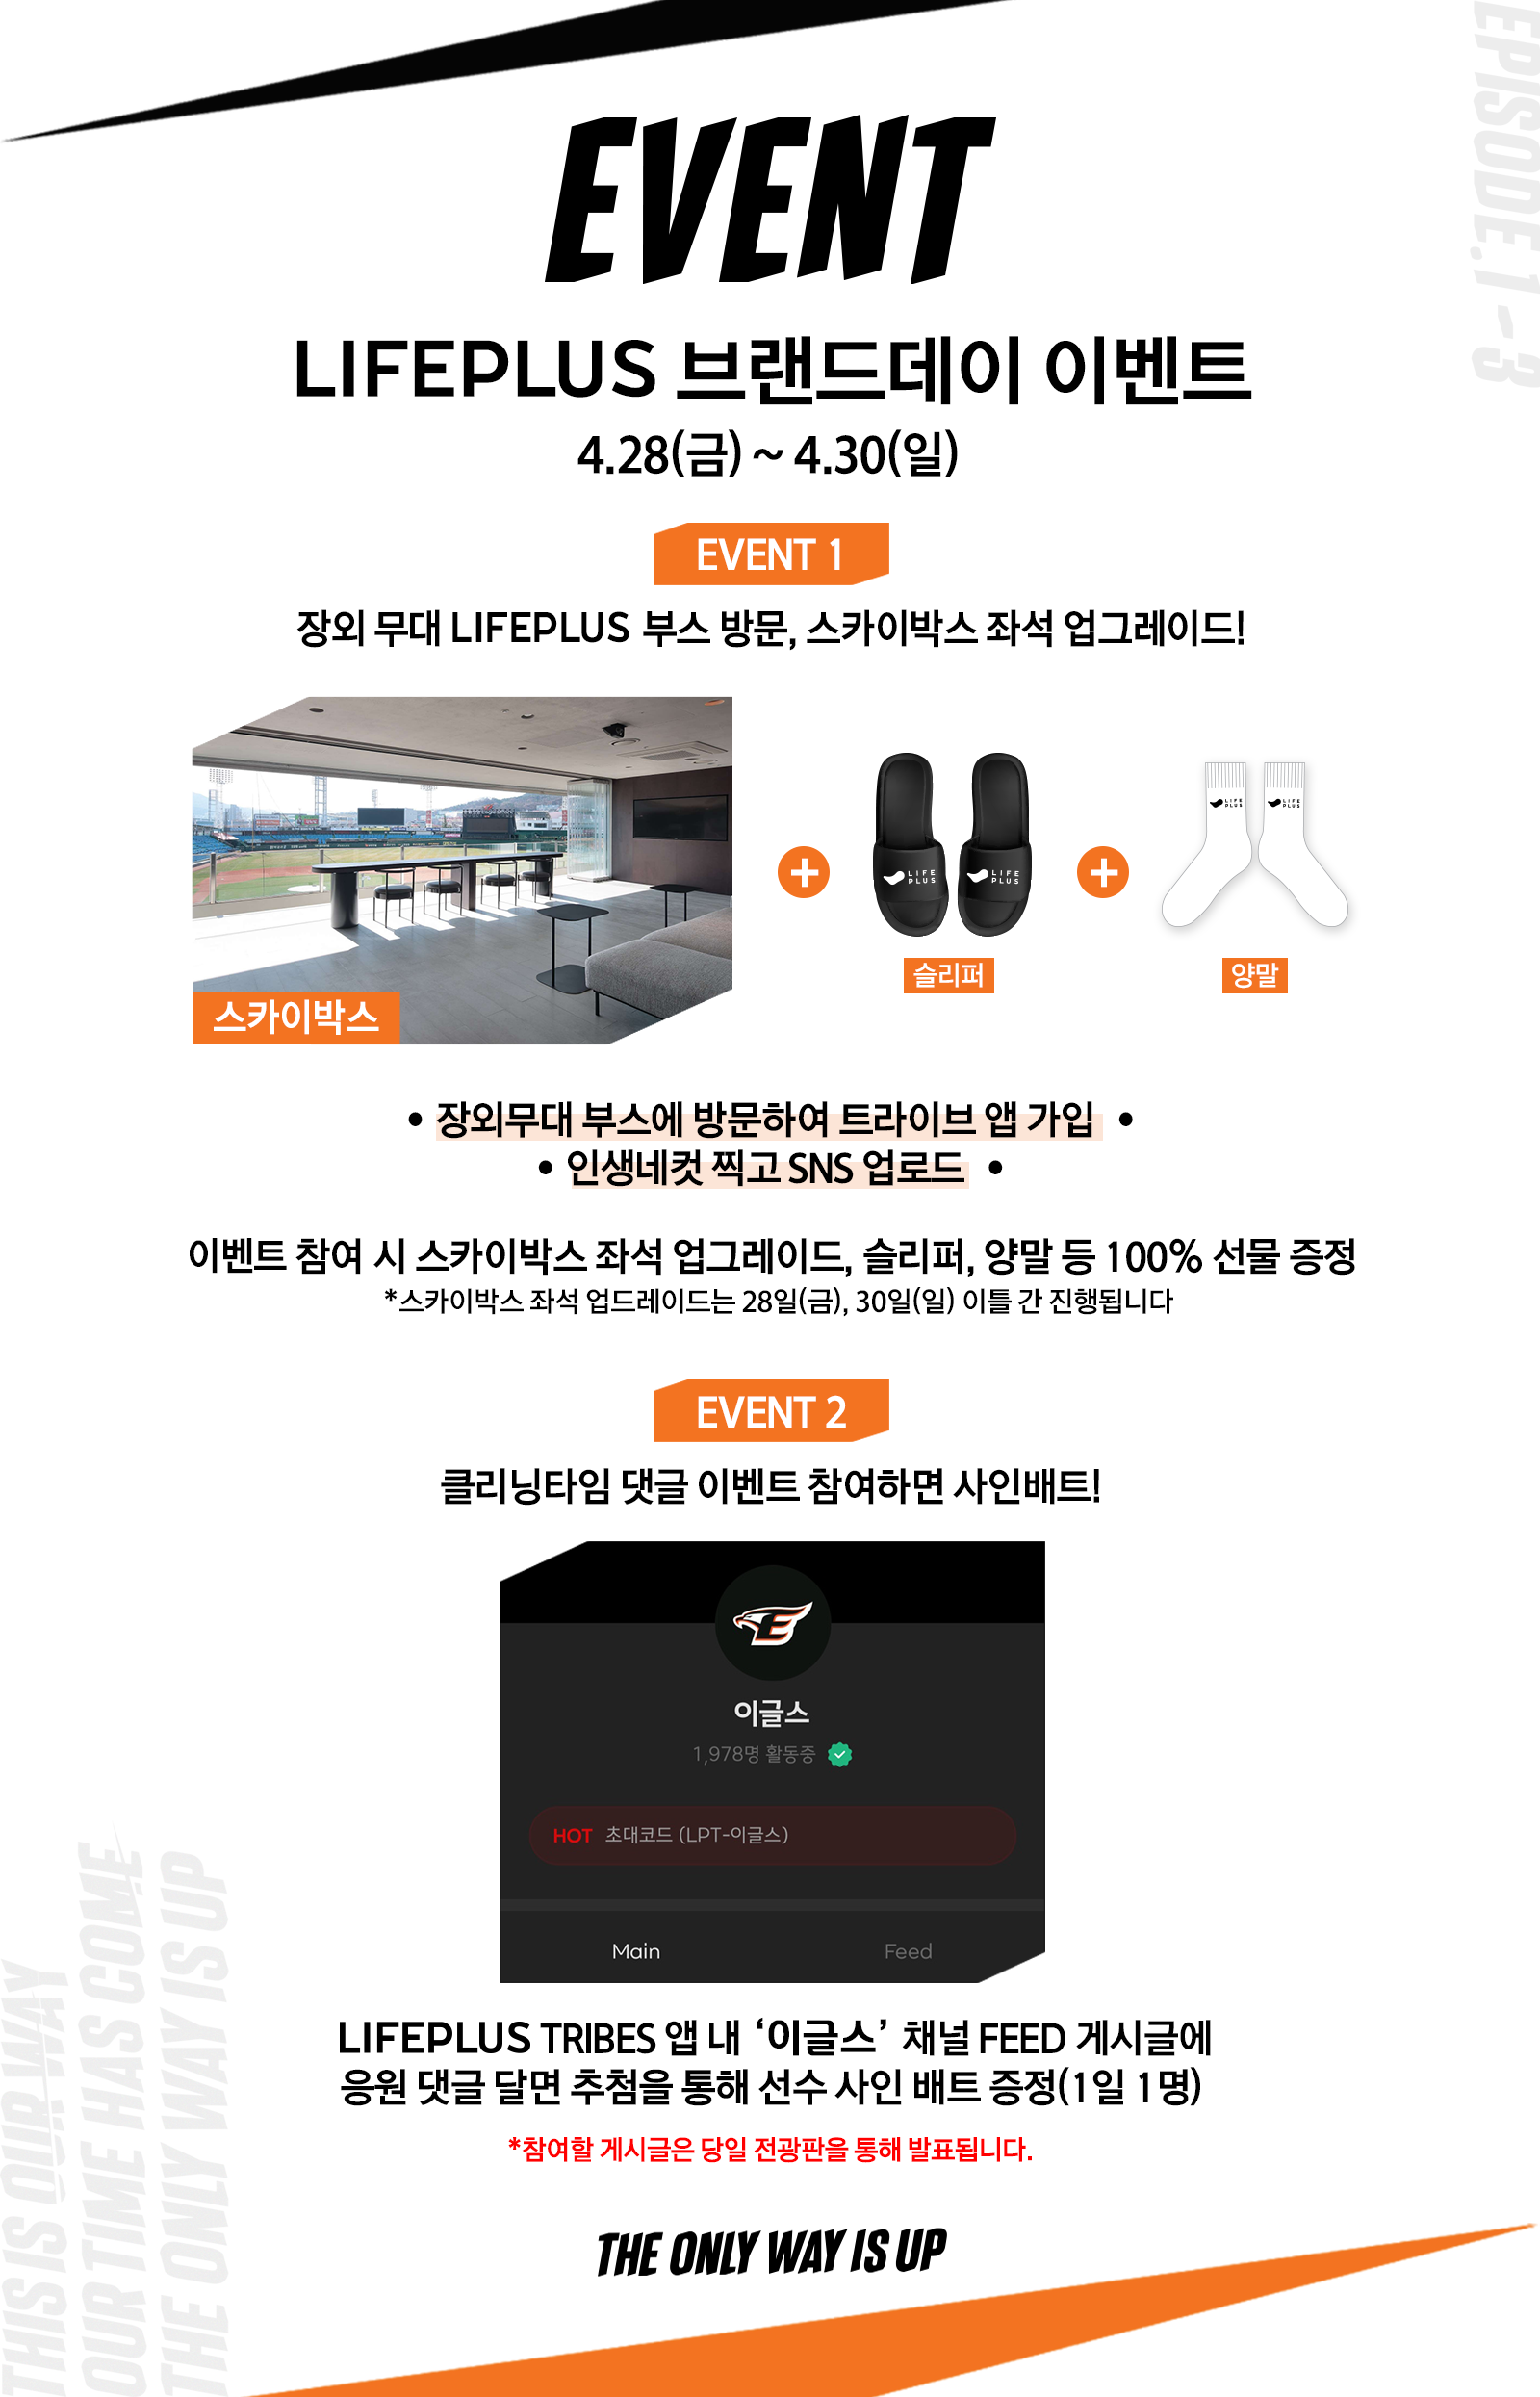 EPISODE.1 - 3
EVENT
LIFEPLUS 브랜드데이 이벤트
4.28(금) ~ 4.30(일)
EVENT 1
장외 무대 LIFEPLUS 부스 방문, 스카이박스 좌석 업그레이드!
LIFE
PLUS
LIFE
PLUS
LIFE
PLUS
LIFE
PLUS
스카이박스
슬리퍼
양말
• 장외무대 부스에 방문하여 트라이브 앱 가입 •
• 인생네컷 찍고 SNS 업로드 •
이벤트 참여 시 스카이박스 좌석 업그레이드, 슬리퍼, 양말 등 100% 선물 증정
*스카이박스 좌석 업드레이드는 28일(금), 30일(일) 이틀 간 진행됩니다
EVENT 2
클리닝타임 댓글 이벤트 참여하면 사인배트!
E
이글스
1,978명 활동중
HOT 초대코드 (LPT-이글스)
Main Feed
LIFEPLUS TRIBES 앱 내 ‘이글스’ 채널 FEED 게시글에
응원 댓글 달면 추첨을 통해 선수 사인 배트 증정(1일 1명)
*참여할 게시글은 당일 전광판을 통해 발표됩니다.
THE ONLY WAY IS UP
THIS IS OUR WAY
OUR TIME HAS COME
THE ONLY WAY IS UP